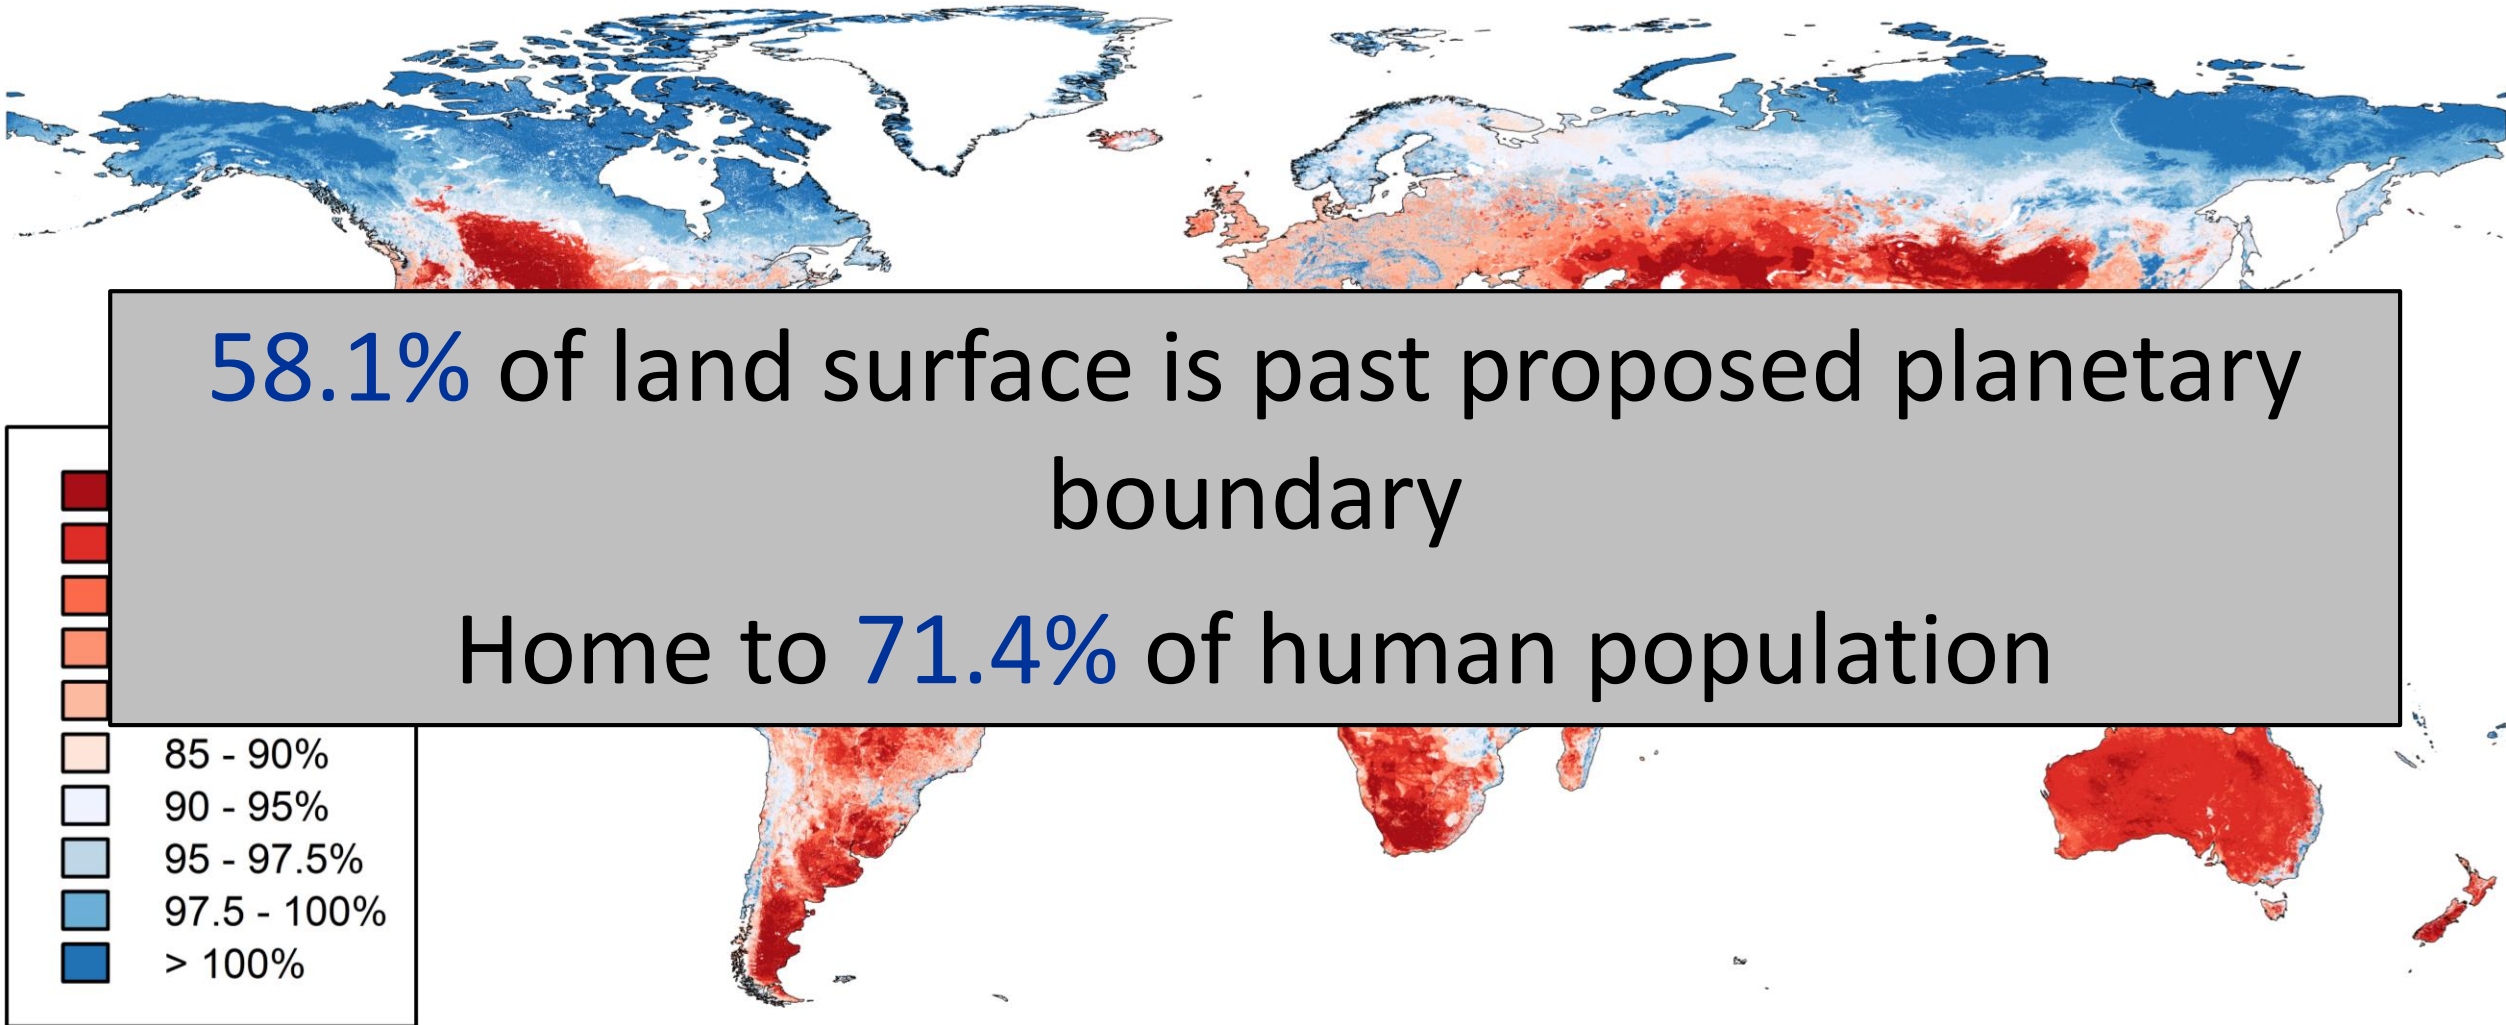 58.1% of land surface is past proposed planetary
boundary
Home to 71.4% of human population
85 - 90%
90 - 95%
95 - 97.5%
97.5 - 100%
> 100%